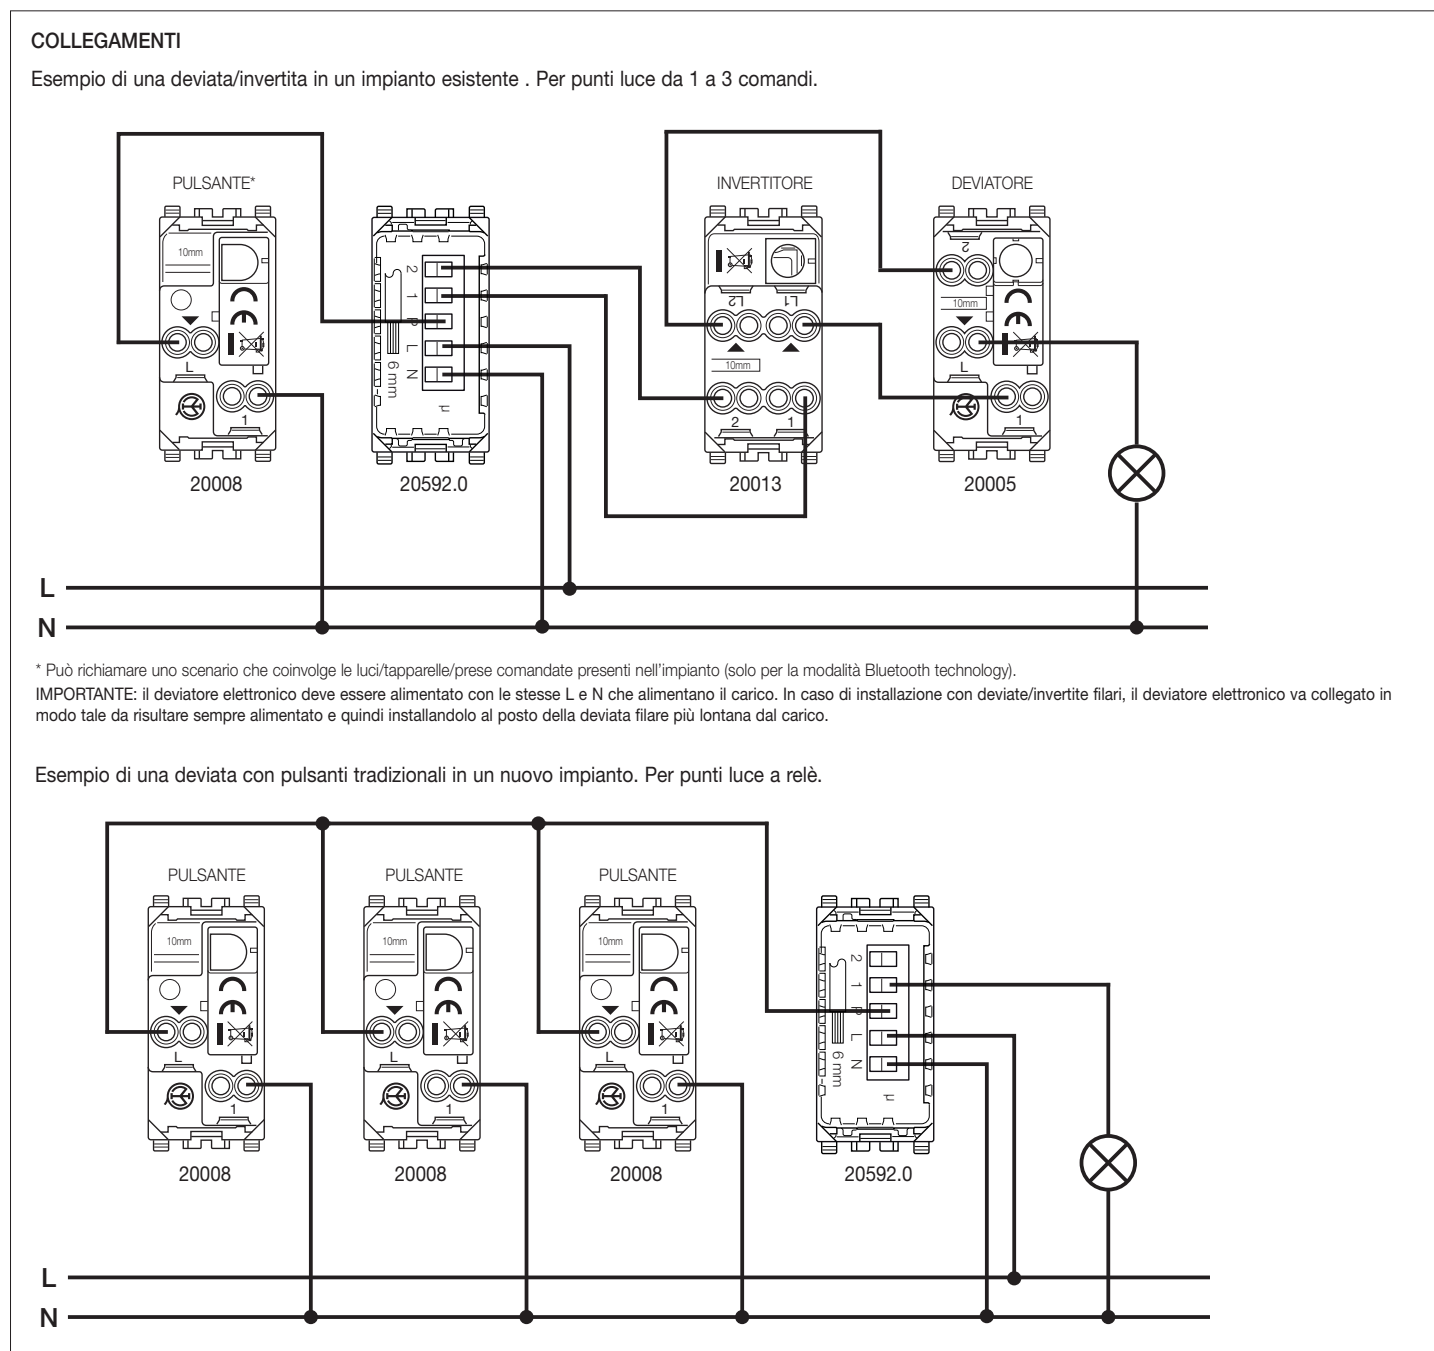 COLLEGAMENTI
Esempio di una deviata/invertita in un impianto esistente . Per punti luce da 1 a 3 comandi.
PULSANTE*
INVERTITORE
DEVIATORE
10mm
L
1
2
1
P
L
N
6 mm
µ
L2
L1
10mm
2
1
2
10mm
L
1
20008
20592.0
20013
20005
L
N
* Può richiamare uno scenario che coinvolge le luci/tapparelle/prese comandate presenti nell'impianto (solo per la modalità Bluetooth technology).
IMPORTANTE: il deviatore elettronico deve essere alimentato con le stesse L e N che alimentano il carico. In caso di installazione con deviate/invertite filari, il deviatore elettronico va collegato in
modo tale da risultare sempre alimentato e quindi installandolo al posto della deviata filare più lontana dal carico.
Esempio di una deviata con pulsanti tradizionali in un nuovo impianto. Per punti luce a relè.
PULSANTE
PULSANTE
PULSANTE
10mm
L
1
10mm
L
1
10mm
L
1
2
1
P
L
N
6 mm
µ
20008
20008
20008
20592.0
L
N